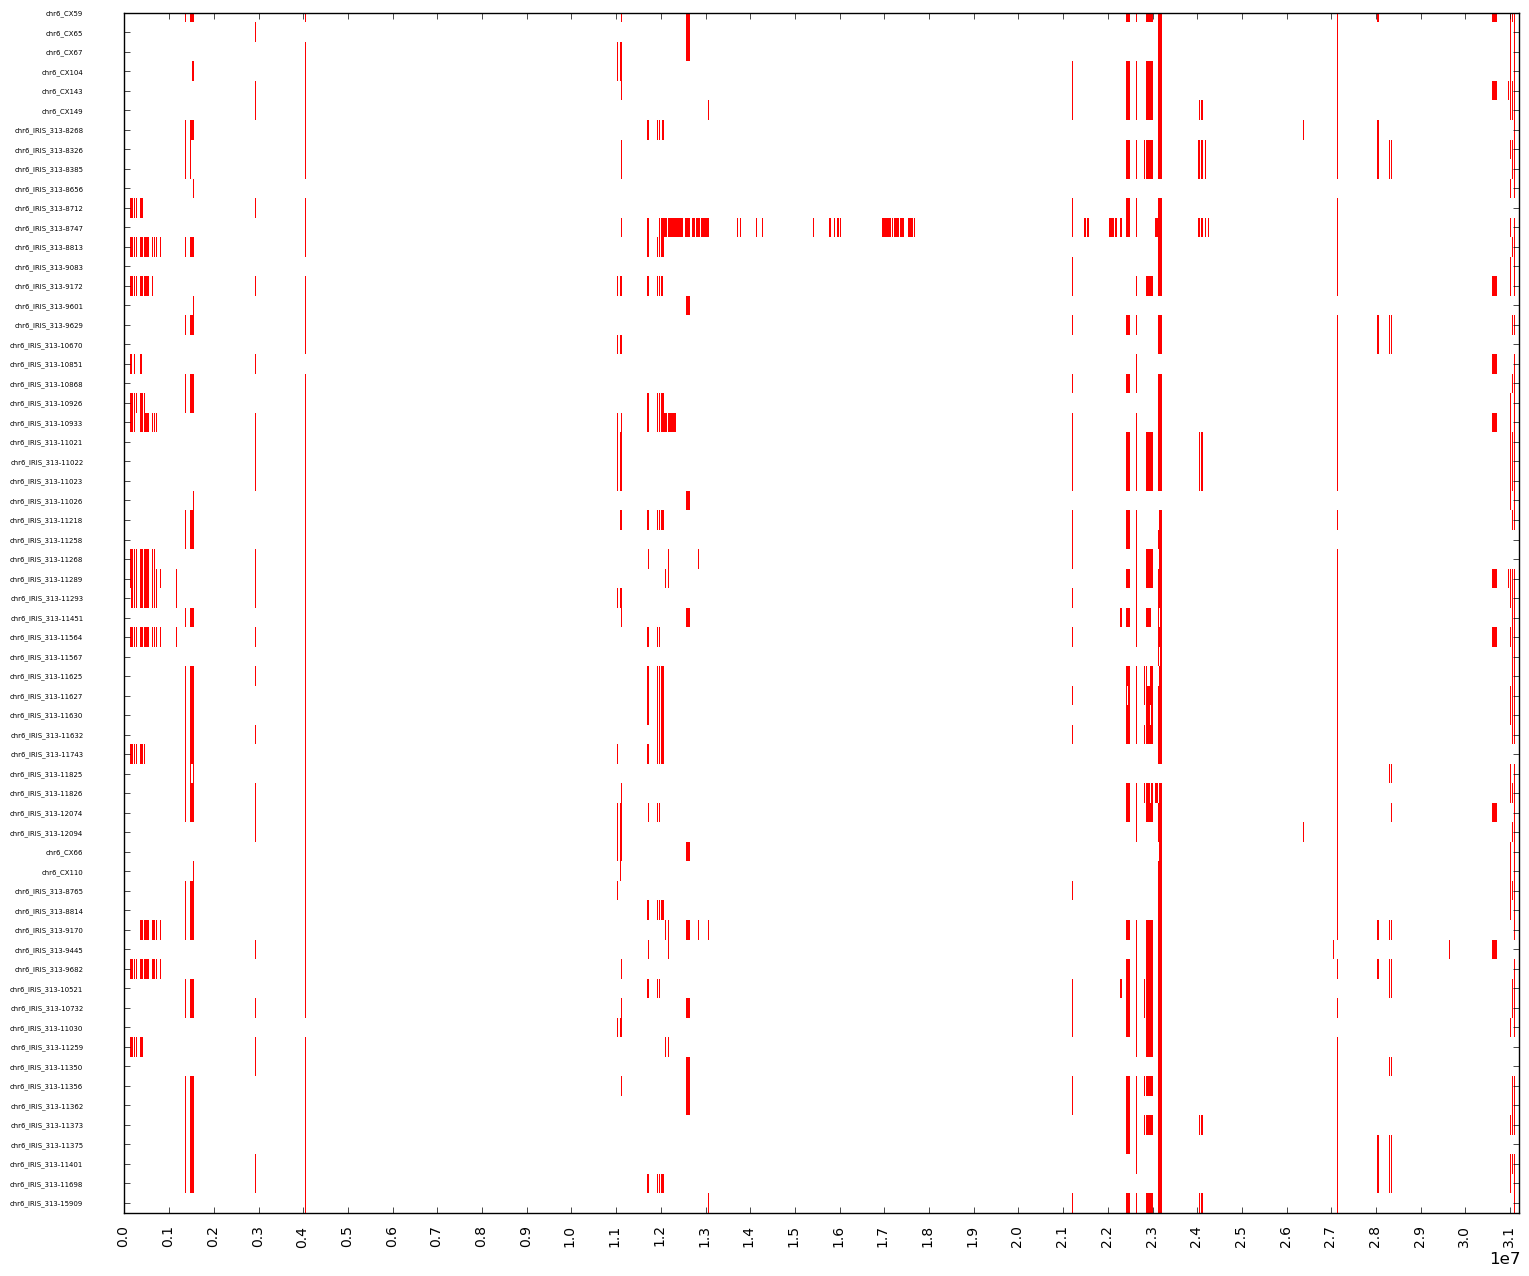 chr6_CX59
chr6_CX65
chr6_CX67
chr6_CX104
chr6_CX143
chr6_CX149
chr6_IRIS_313-8268
chr6_IRIS_313-8326
chr6_IRIS_313-8385
chr6_IRIS_313-8656
chr6_IRIS_313-8712
chr6_IRIS_313-8747
chr6_IRIS_313-8813
chr6_IRIS_313-9083
chr6_IRIS_313-9172
chr6_IRIS_313-9601
chr6_IRIS_313-9629
chr6_IRIS_313-10670
chr6_IRIS_313-10851
chr6_IRIS_313-10868
chr6_IRIS_313-10926
chr6_IRIS_313-10933
chr6_IRIS_313-11021
chr6_IRIS_313-11022
chr6_IRIS_313-11023
chr6_IRIS_313-11026
chr6_IRIS_313-11218
chr6_IRIS_313-11258
chr6_IRIS_313-11268
chr6_IRIS_313-11289
chr6_IRIS_313-11293
chr6_IRIS_313-11451
chr6_IRIS_313-11564
chr6_IRIS_313-11567
chr6_IRIS_313-11625
chr6_IRIS_313-11627
chr6_IRIS_313-11630
chr6_IRIS_313-11632
chr6_IRIS_313-11743
chr6_IRIS_313-11825
chr6_IRIS_313-11826
chr6_IRIS_313-12074
chr6_IRIS_313-12094
chr6_CX66
chr6_CX110
chr6_IRIS_313-8765
chr6_IRIS_313-8814
chr6_IRIS_313-9170
chr6_IRIS_313-9445
chr6_IRIS_313-9682
chr6_IRIS_313-10521
chr6_IRIS_313-10732
chr6_IRIS_313-11030
chr6_IRIS_313-11259
chr6_IRIS_313-11350
chr6_IRIS_313-11356
chr6_IRIS_313-11362
chr6_IRIS_313-11373
chr6_IRIS_313-11375
chr6_IRIS_313-11401
chr6_IRIS_313-11698
chr6_IRIS_313-15909
0.0 0.1 0.2 0.3 0.4 0.5 0.6 0.7 0.8 0.9 1.0 1.1 1.2 1.3 1.4 1.5 1.6 1.7 1.8 1.9 2.0 2.1 2.2 2.3 2.4 2.5 2.6 2.7 2.8 2.9 3.0 3.1
1e7